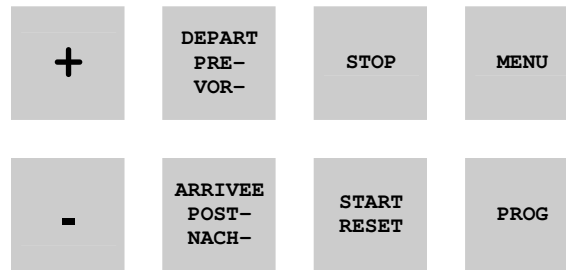 +
DEPART
PRE-
VOR-
STOP
MENU
-
ARRIVEE
POST-
NACH-
START
RESET
PROG